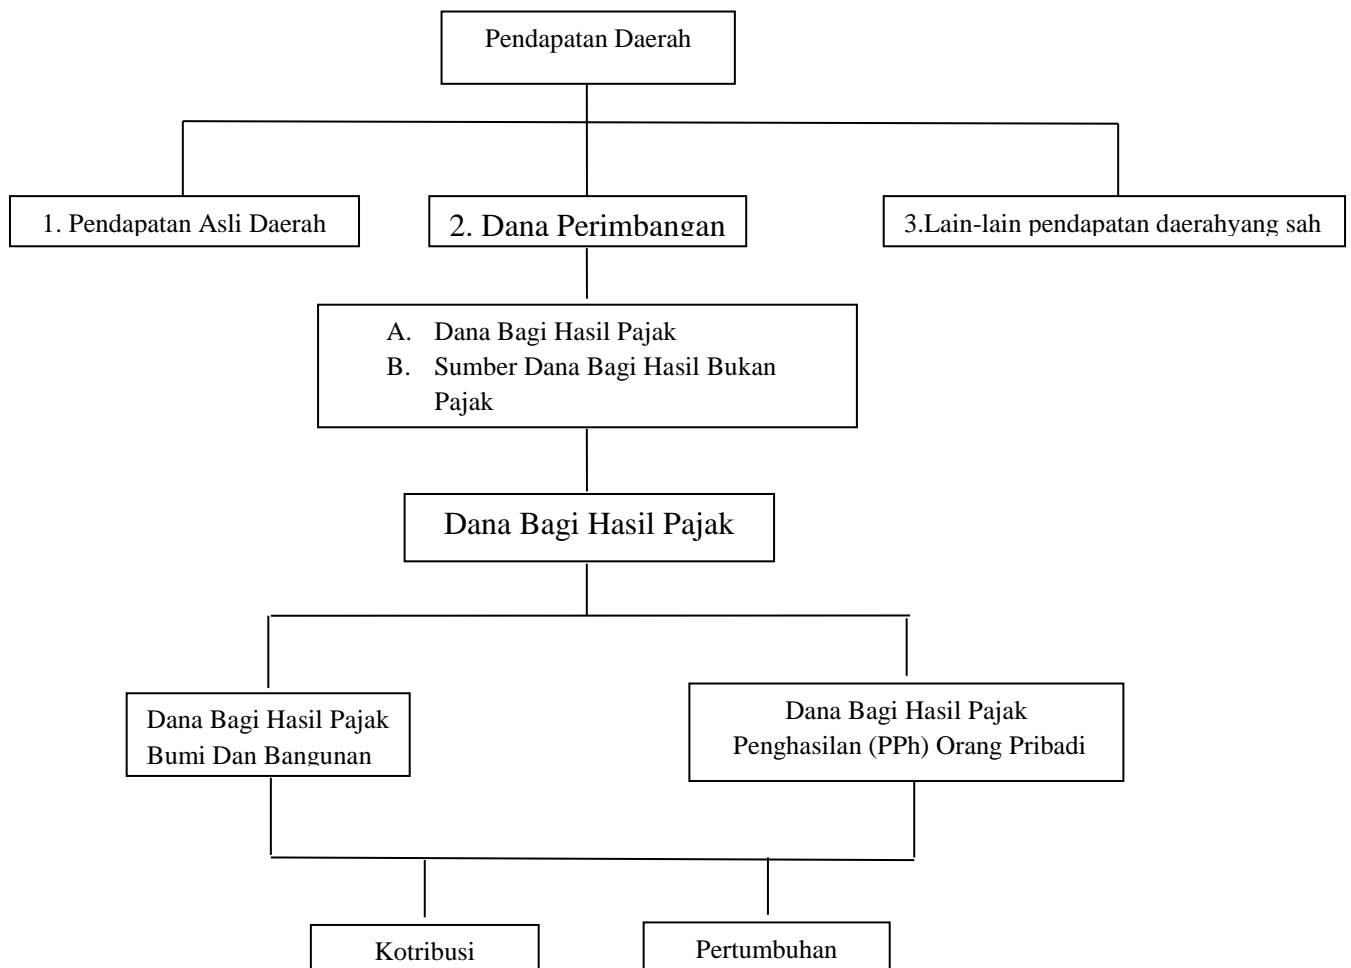 Pendapatan Daerah
1. Pendapatan Asli Daerah
2. Dana Perimbangan
3.Lain-lain pendapatan daerahyang sah
A. Dana Bagi Hasil Pajak
B. Sumber Dana Bagi Hasil Bukan
Pajak
Dana Bagi Hasil Pajak
Dana Bagi Hasil Pajak
Bumi Dan Bangunan
Dana Bagi Hasil Pajak
Penghasilan (PPh) Orang Pribadi
Kotribusi
Pertumbuhan